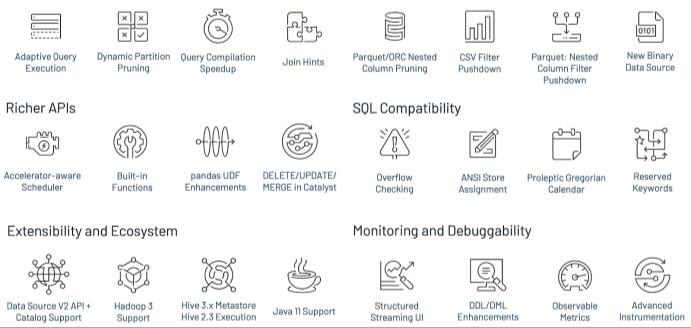 Adaptive Query
Execution
Dynamic Partition
Pruning
Query Compilation
Speedup
Join Hints
Parquet/ORC Nested
Column Pruning
CSV Filter
Pushdown
Parquet: Nested
Column Filter
Pushdown
0101
New Binary
Data Source
Richer APIs
Accelerator-aware
Scheduler
Built-in
Functions
pandas UDF
Enhancements
DELETE/UPDATE/
MERGE in Catalyst
SQL Compatibility
Overflow
Checking
ANSI Store
Assignment
Proleptic Gregorian
Calendar
Reserved
Keywords
Extensibility and Ecosystem
Data Source V2 API +
Catalog Support
Hadoop 3
Support
Hive 3.x Metastore
Hive 2.3 Execution
Java 11 Support
Monitoring and Debuggability
Structured
Streaming UI
DDL/DML
Enhancements
Observable
Metrics
Advanced
Instrumentation